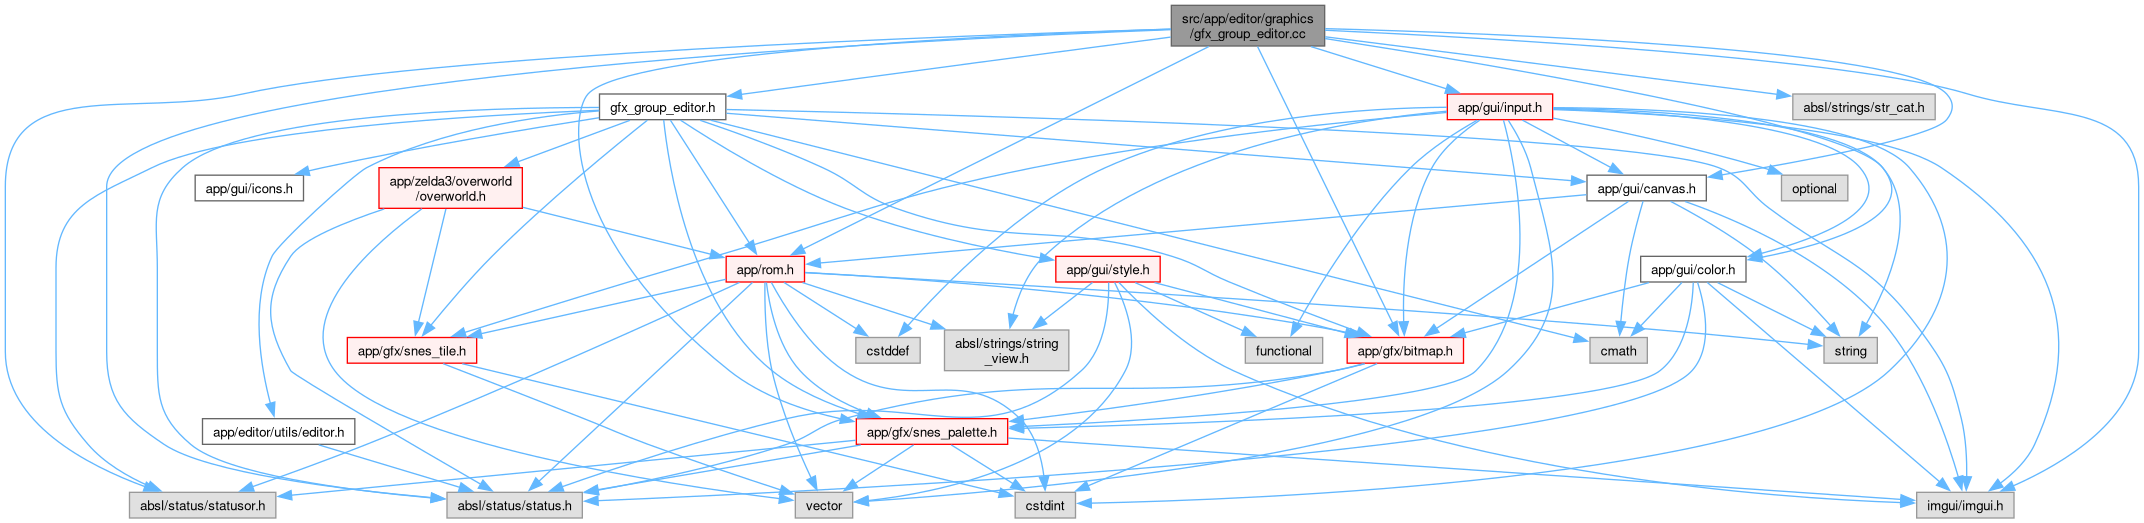 src/app/editor/graphics
/gfx_group_editor.cc
gfx_group_editor.h
app/gui/input.h
absl/strings/str_cat.h
app/gui/icons.h
app/zelda3/overworld
/overworld.h
app/gui/canvas.h
optional
app/rom.h
app/gui/style.h
app/gui/color.h
app/gfx/snes_tile.h
cstddef
absl/strings/string
_view.h
functional
app/gfx/bitmap.h
cmath
string
app/editor/utils/editor.h
app/gfx/snes_palette.h
absl/status/statusor.h
absl/status/status.h
vector
cstdint
imgui/imgui.h